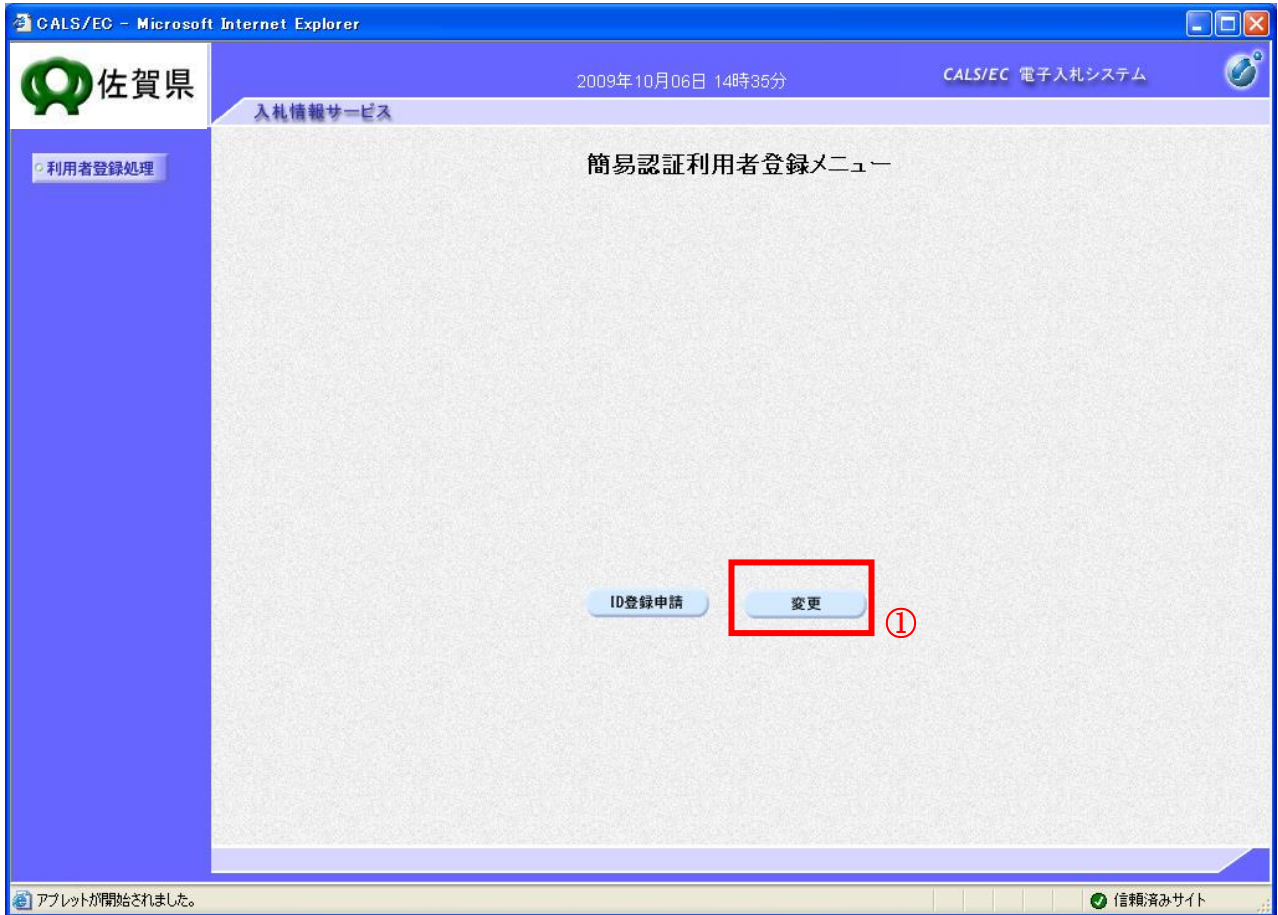 CALS/EC - Microsoft Internet Explorer
佐賀県
2009年10月06日 14時35分
CALS/EC 電子入札システム
入札情報サービス
利用者登録処理
簡易認証利用者登録メニュー
ID登録申請
変更
①
アプレットが開始されました。
信頼済みサイト